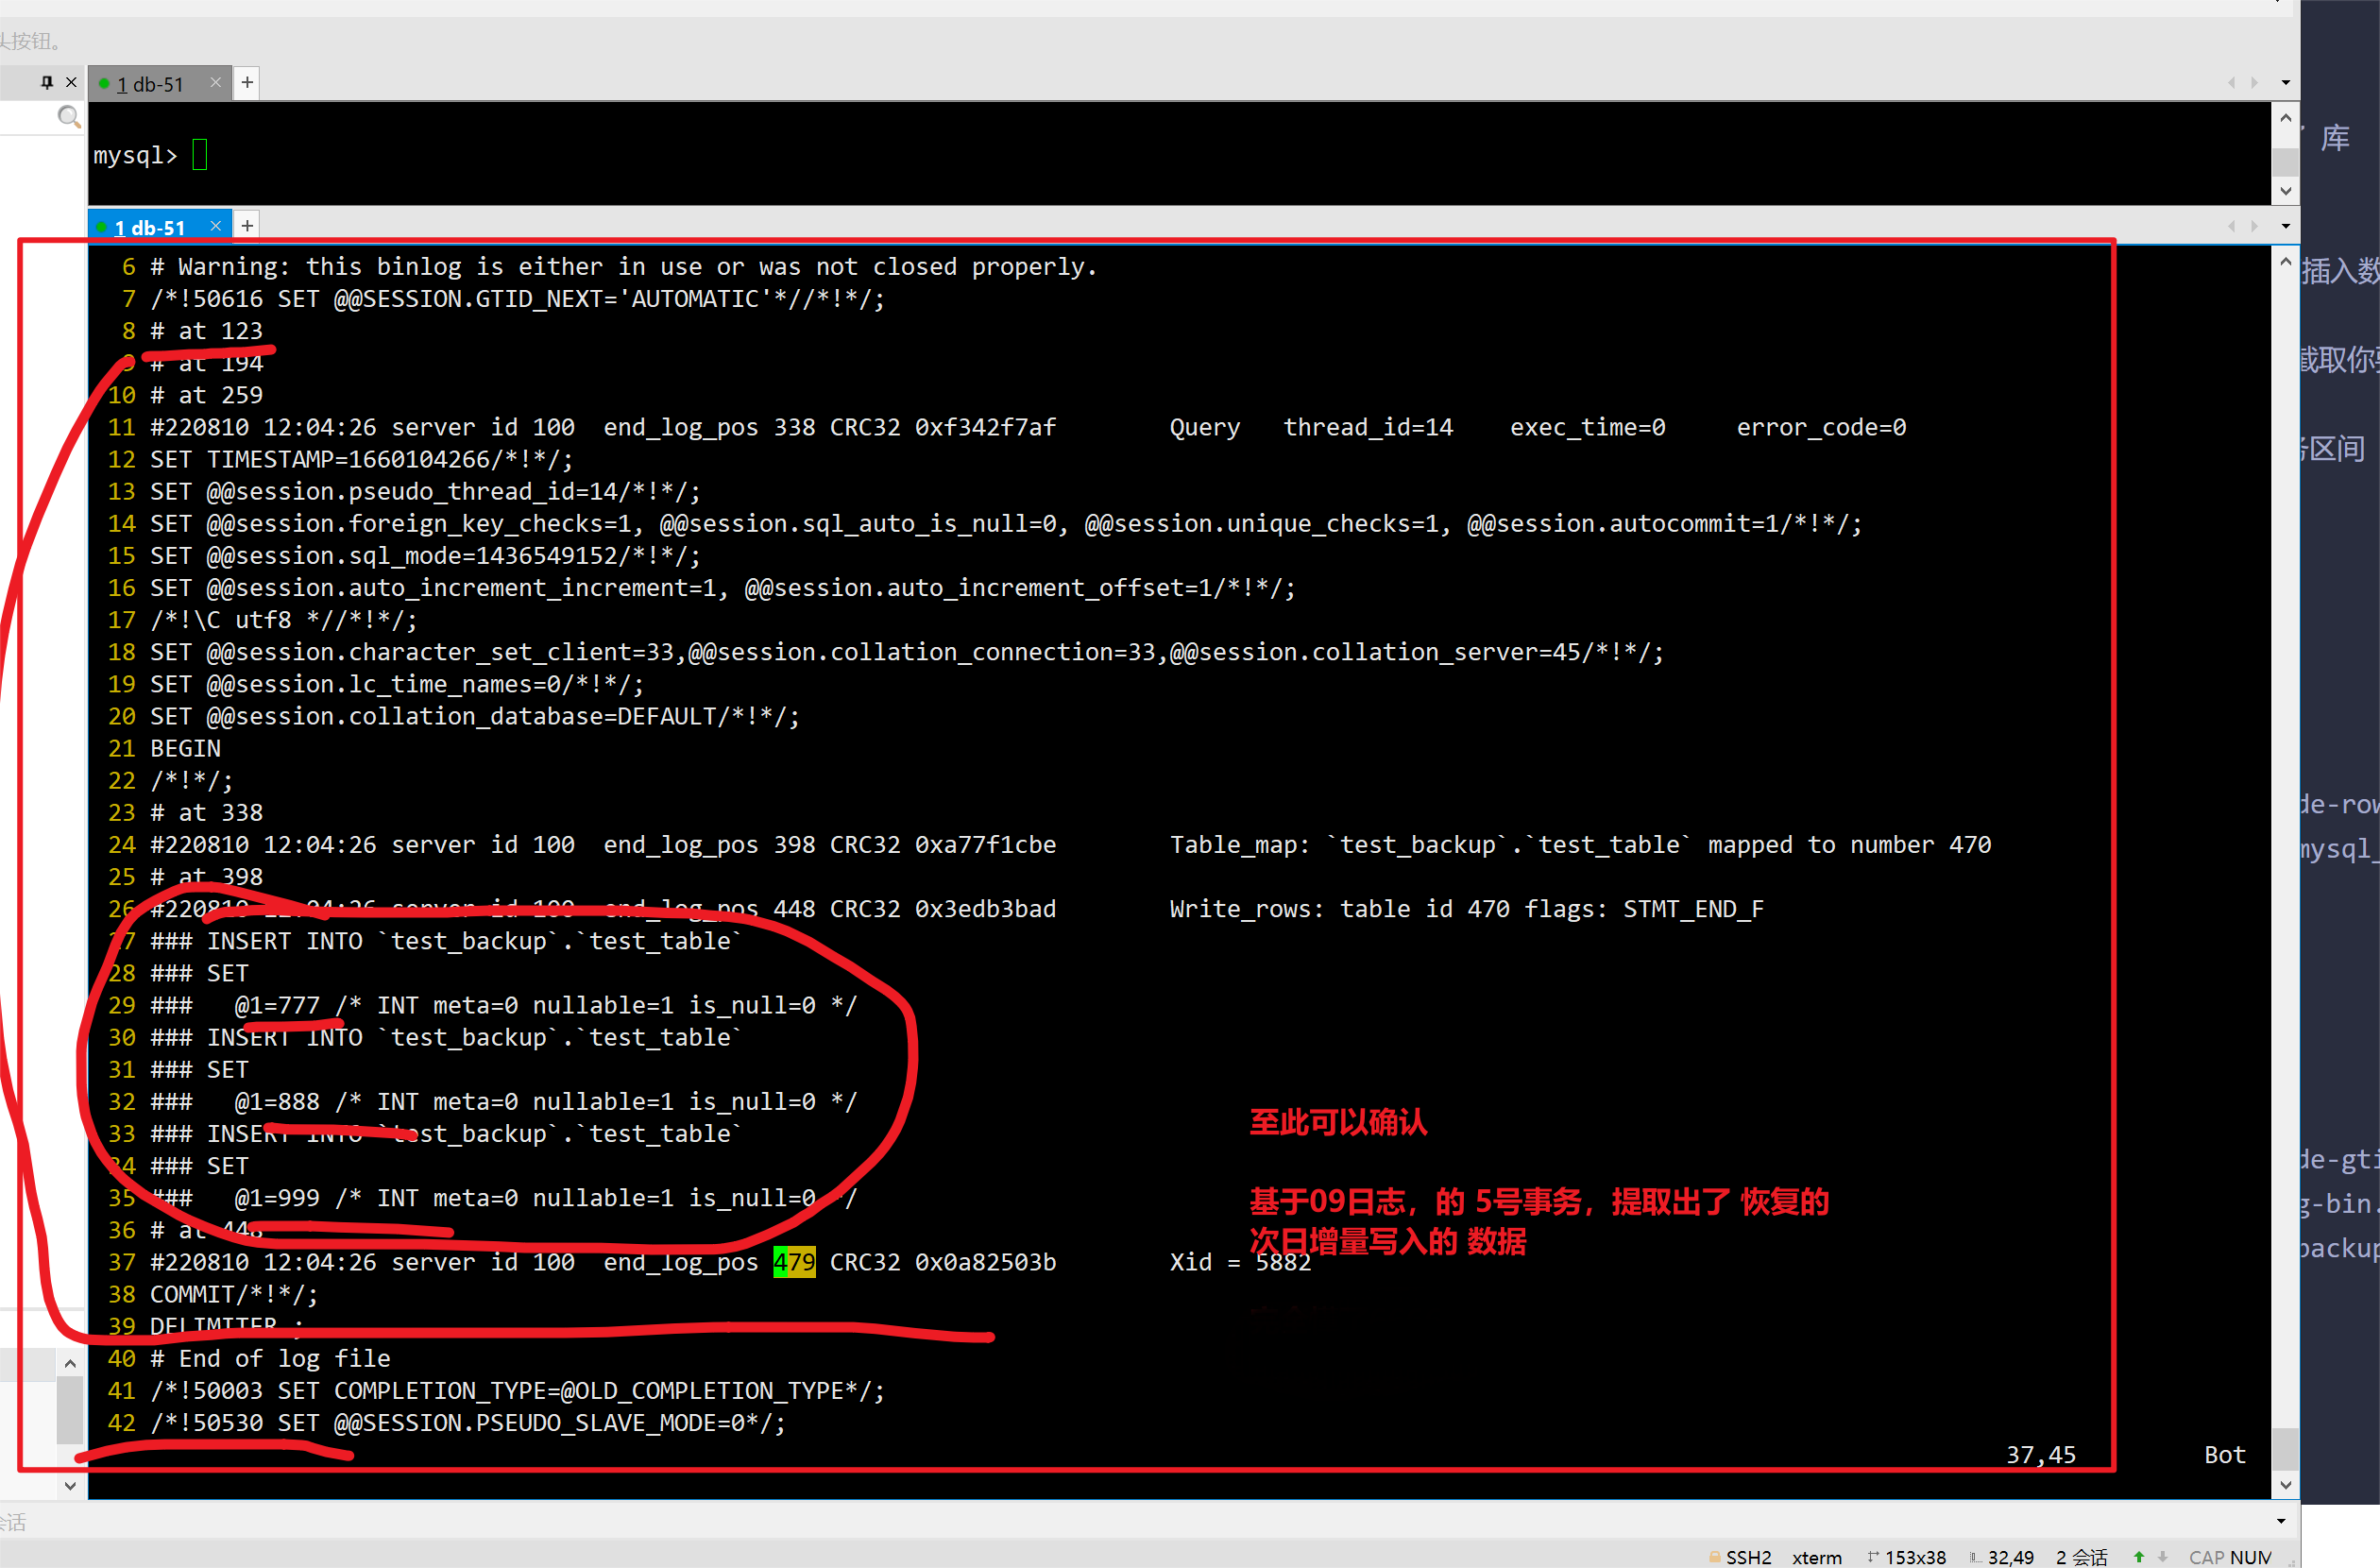 头按钮。
1 db-51
mysql>
1 db-51
6 # Warning: this binlog is either in use or was not closed properly.
7 /*!50616 SET @@SESSION.GTID_NEXT='AUTOMATIC'*//*!*/;
8 # at 123
9 # at 194
10 # at 259
11 #220810 12:04:26 server id 100  end_log_pos 338 CRC32 0xf342f7af        Query   thread_id=14    exec_time=0     error_code=0
12 SET TIMESTAMP=1660104266/*!*/;
13 SET @@session.pseudo_thread_id=14/*!*/;
14 SET @@session.foreign_key_checks=1, @@session.sql_auto_is_null=0, @@session.unique_checks=1, @@session.autocommit=1/*!*/;
15 SET @@session.sql_mode=1436549152/*!*/;
16 SET @@session.auto_increment_increment=1, @@session.auto_increment_offset=1/*!*/;
17 /*!\C utf8 *//*!*/;
18 SET @@session.character_set_client=33,@@session.collation_connection=33,@@session.collation_server=45/*!*/;
19 SET @@session.lc_time_names=0/*!*/;
20 SET @@session.collation_database=DEFAULT/*!*/;
21 BEGIN
22 /*!*/;
23 # at 338
24 #220810 12:04:26 server id 100  end_log_pos 398 CRC32 0xa77f1cbe        Table_map: `test_backup`.`test_table` mapped to number 470
25 # at 398
26 #220810 12:04:26 server id 100  end_log_pos 448 CRC32 0x3edb3bad        Write_rows: table id 470 flags: STMT_END_F
27 ### INSERT INTO `test_backup`.`test_table`
28 ### SET
29 ###   @1=777 /* INT meta=0 nullable=1 is_null=0 */
30 ### INSERT INTO `test_backup`.`test_table`
31 ### SET
32 ###   @1=888 /* INT meta=0 nullable=1 is_null=0 */
33 ### INSERT INTO `test_backup`.`test_table`
34 ### SET
35 ###   @1=999 /* INT meta=0 nullable=1 is_null=0 */
36 # at 448
37 #220810 12:04:26 server id 100  end_log_pos 479 CRC32 0x0a82503b        Xid = 5882
38 COMMIT/*!*/;
39 DELIMITER ;
40 # End of log file
41 /*!50003 SET COMPLETION_TYPE=@OLD_COMPLETION_TYPE*/;
42 /*!50530 SET @@SESSION.PSEUDO_SLAVE_MODE=0*/;
37,45 Bot
至此可以确认
基于09日志，的 5号事务，提取出了 恢复的
次日增量写入的 数据
库
插入数
截取你
区间
de-row
mysql_
de-gti
g-bin.
backup
会话
SSH2 xterm 153x38 32,49 2 会话 CAP NUM